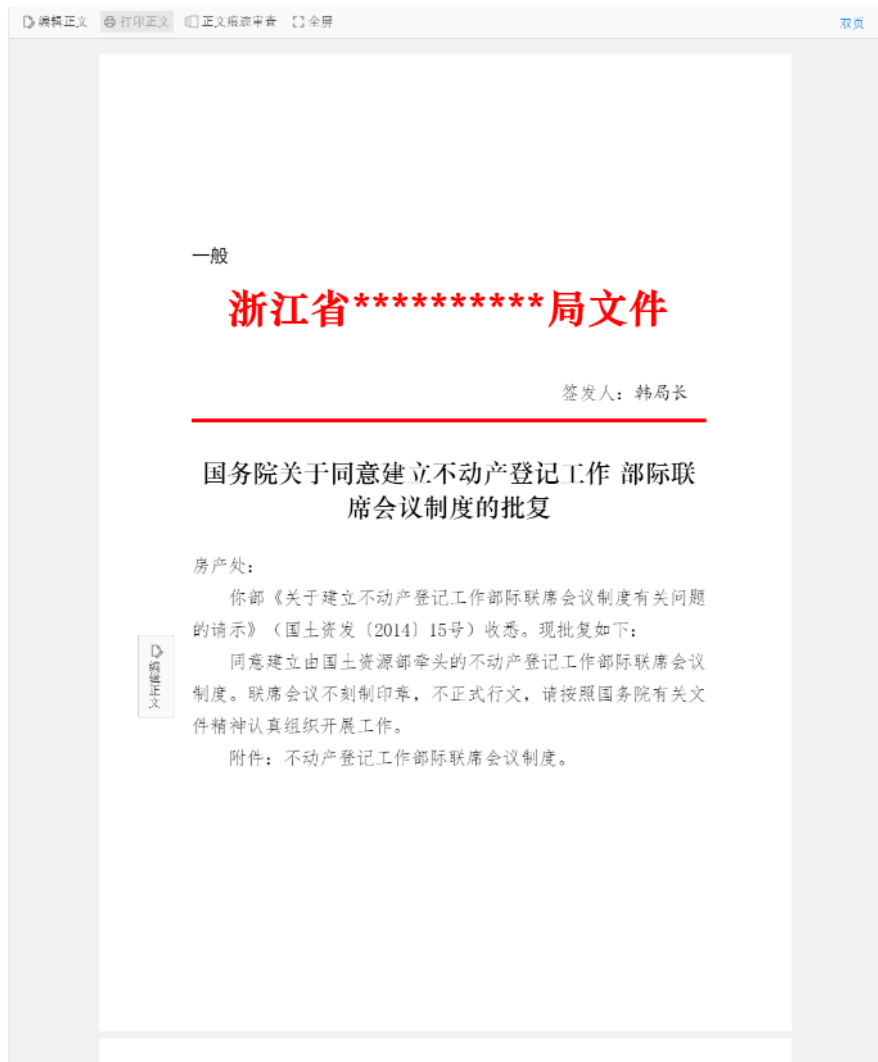 编辑正文 打印正文 正文痕迹审查 全屏 双页
一般
浙江省**********局文件
签发人：韩局长
国务院关于同意建立不动产登记工作 部际联
席会议制度的批复
房产处：
你部《关于建立不动产登记工作部际联席会议制度有关问题
的请示》（国土资发〔2014〕15号）收悉。现批复如下：
同意建立由国土资源部牵头的不动产登记工作部际联席会议
制度。联席会议不刻制印章，不正式行文，请按照国务院有关文
件精神认真组织开展工作。
附件：不动产登记工作部际联席会议制度。
编辑正文